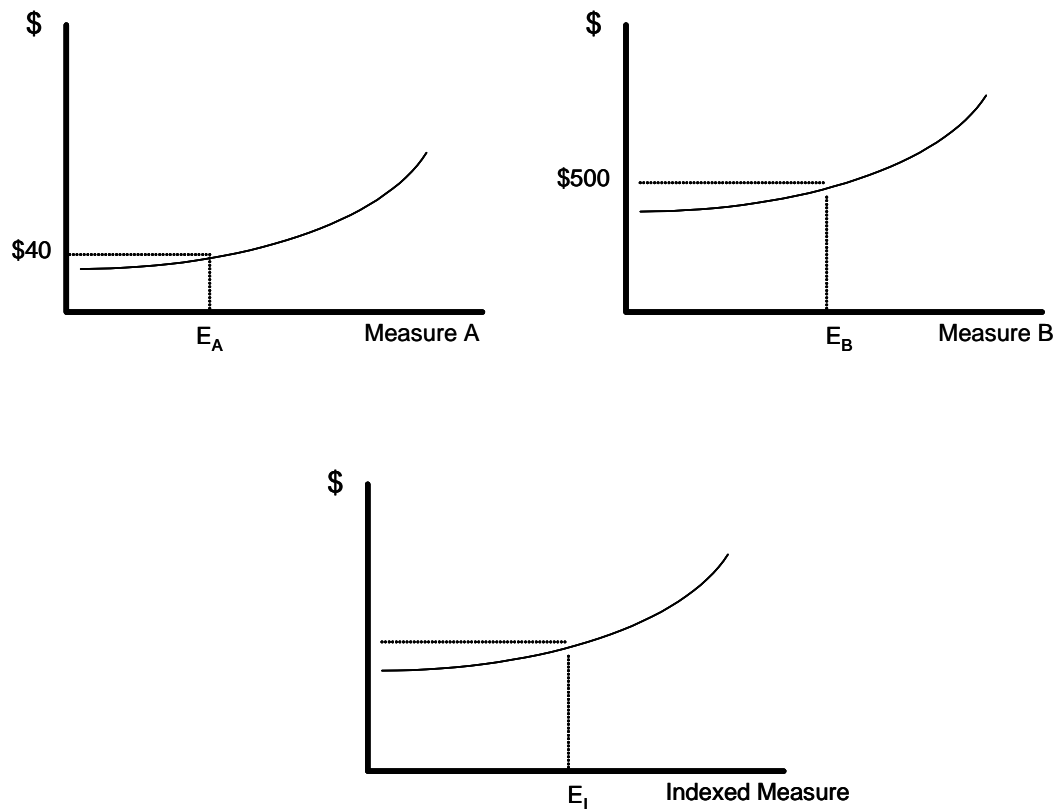 $
$40
E_A
Measure A
$
$500
E_B
Measure B
$
E_I
Indexed Measure